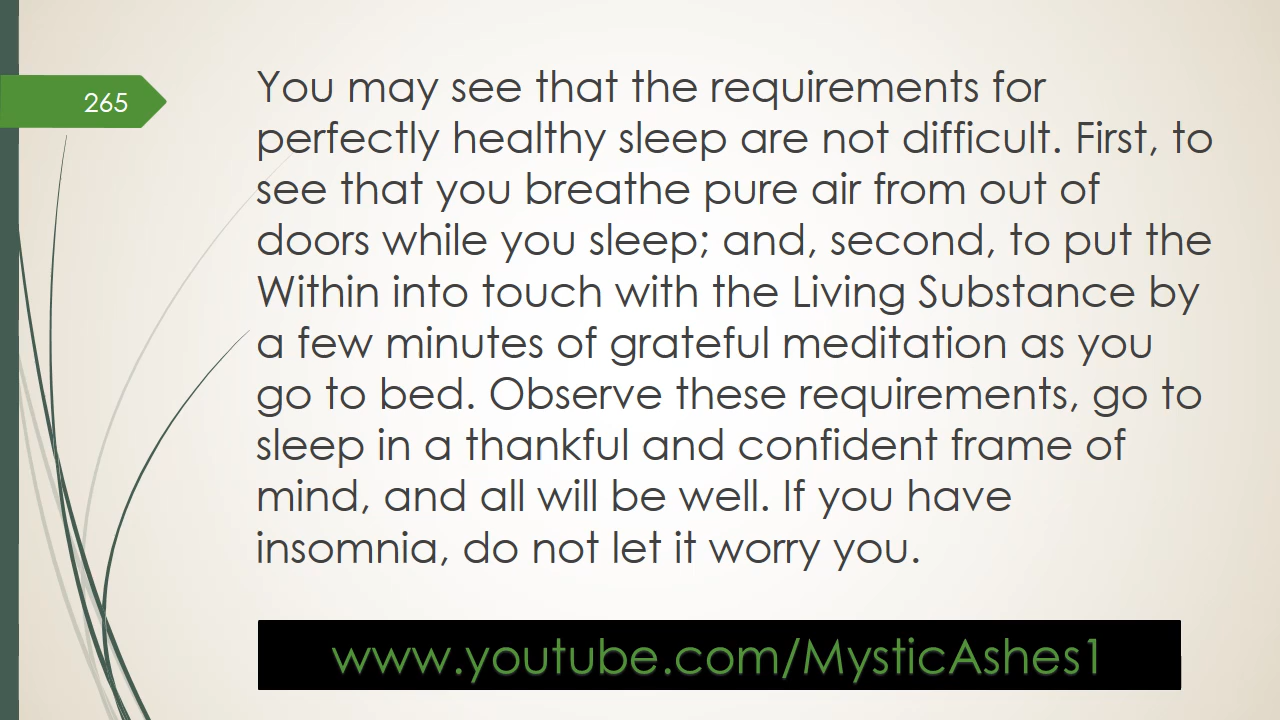 265
You may see that the requirements for
perfectly healthy sleep are not difficult. First, to
see that you breathe pure air from out of
doors while you sleep; and, second, to put the
Within into touch with the Living Substance by
a few minutes of grateful meditation as you
go to bed. Observe these requirements, go to
sleep in a thankful and confident frame of
mind, and all will be well. If you have
insomnia, do not let it worry you.
www.youtube.com/MysticAshes1